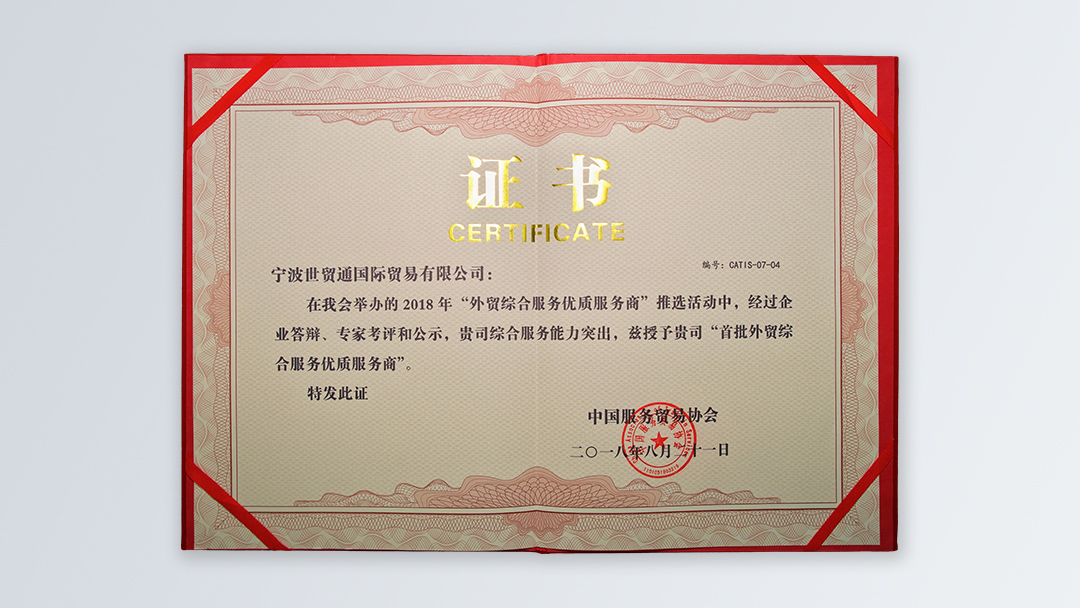 证书
CERTIFICATE
编号：CATIS-07-04
宁波世贸通国际贸易有限公司：
在我会举办的 2018 年“外贸综合服务优质服务商”推选活动中，经过企
业答辩、专家考评和公示，贵司综合服务能力突出，兹授予贵司“首批外贸综
合服务优质服务商”。
特发此证
中国服务贸易协会
二〇一八年八月二十一日